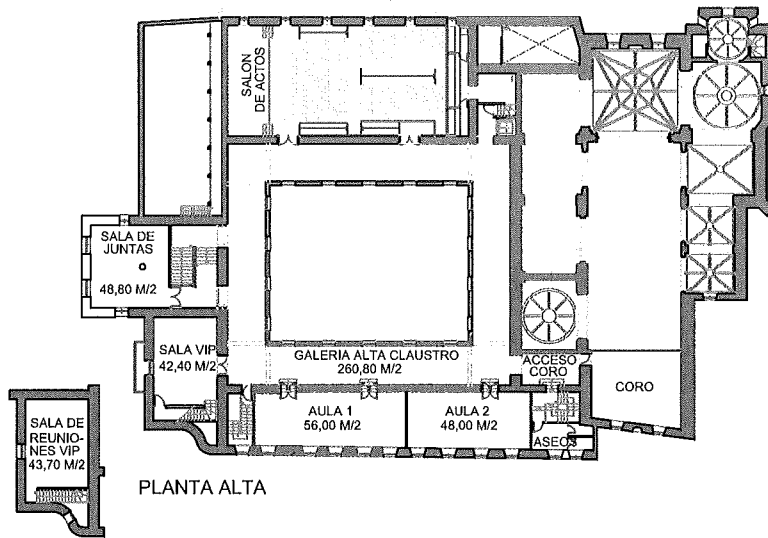 SALON
DE ACTOS
SALA DE
JUNTAS
48,80 M/2
SALA VIP
42,40 M/2
GALERIA ALTA CLAUSTRO
260,80 M/2
ACCESO
CORO
CORO
AULA 1
56,00 M/2
AULA 2
48,00 M/2
ASEOS
SALA DE
REUNIO-
NES VIP
43,70 M/2
PLANTA ALTA